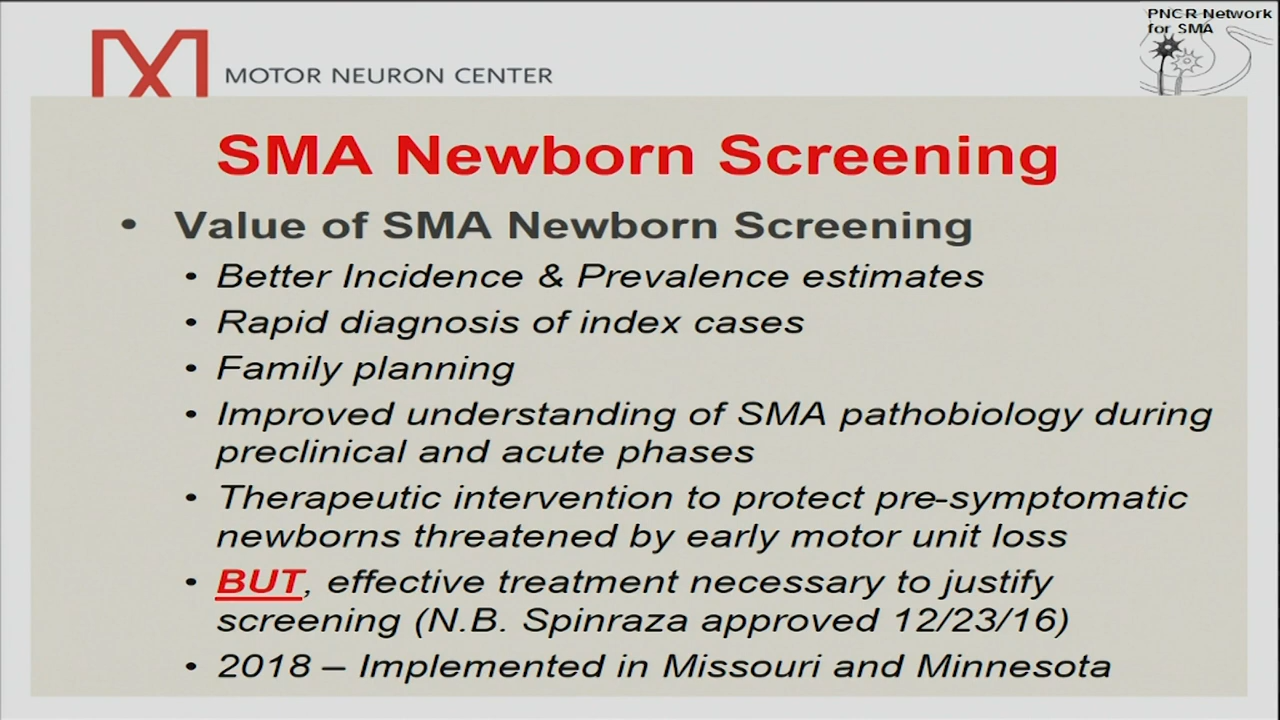 PNCR Network
for SMA
MOTOR NEURON CENTER
SMA Newborn Screening
• Value of SMA Newborn Screening
• Better Incidence & Prevalence estimates
• Rapid diagnosis of index cases
• Family planning
• Improved understanding of SMA pathobiology during
preclinical and acute phases
• Therapeutic intervention to protect pre-symptomatic
newborns threatened by early motor unit loss
• BUT, effective treatment necessary to justify
screening (N.B. Spinraza approved 12/23/16)
• 2018 – Implemented in Missouri and Minnesota